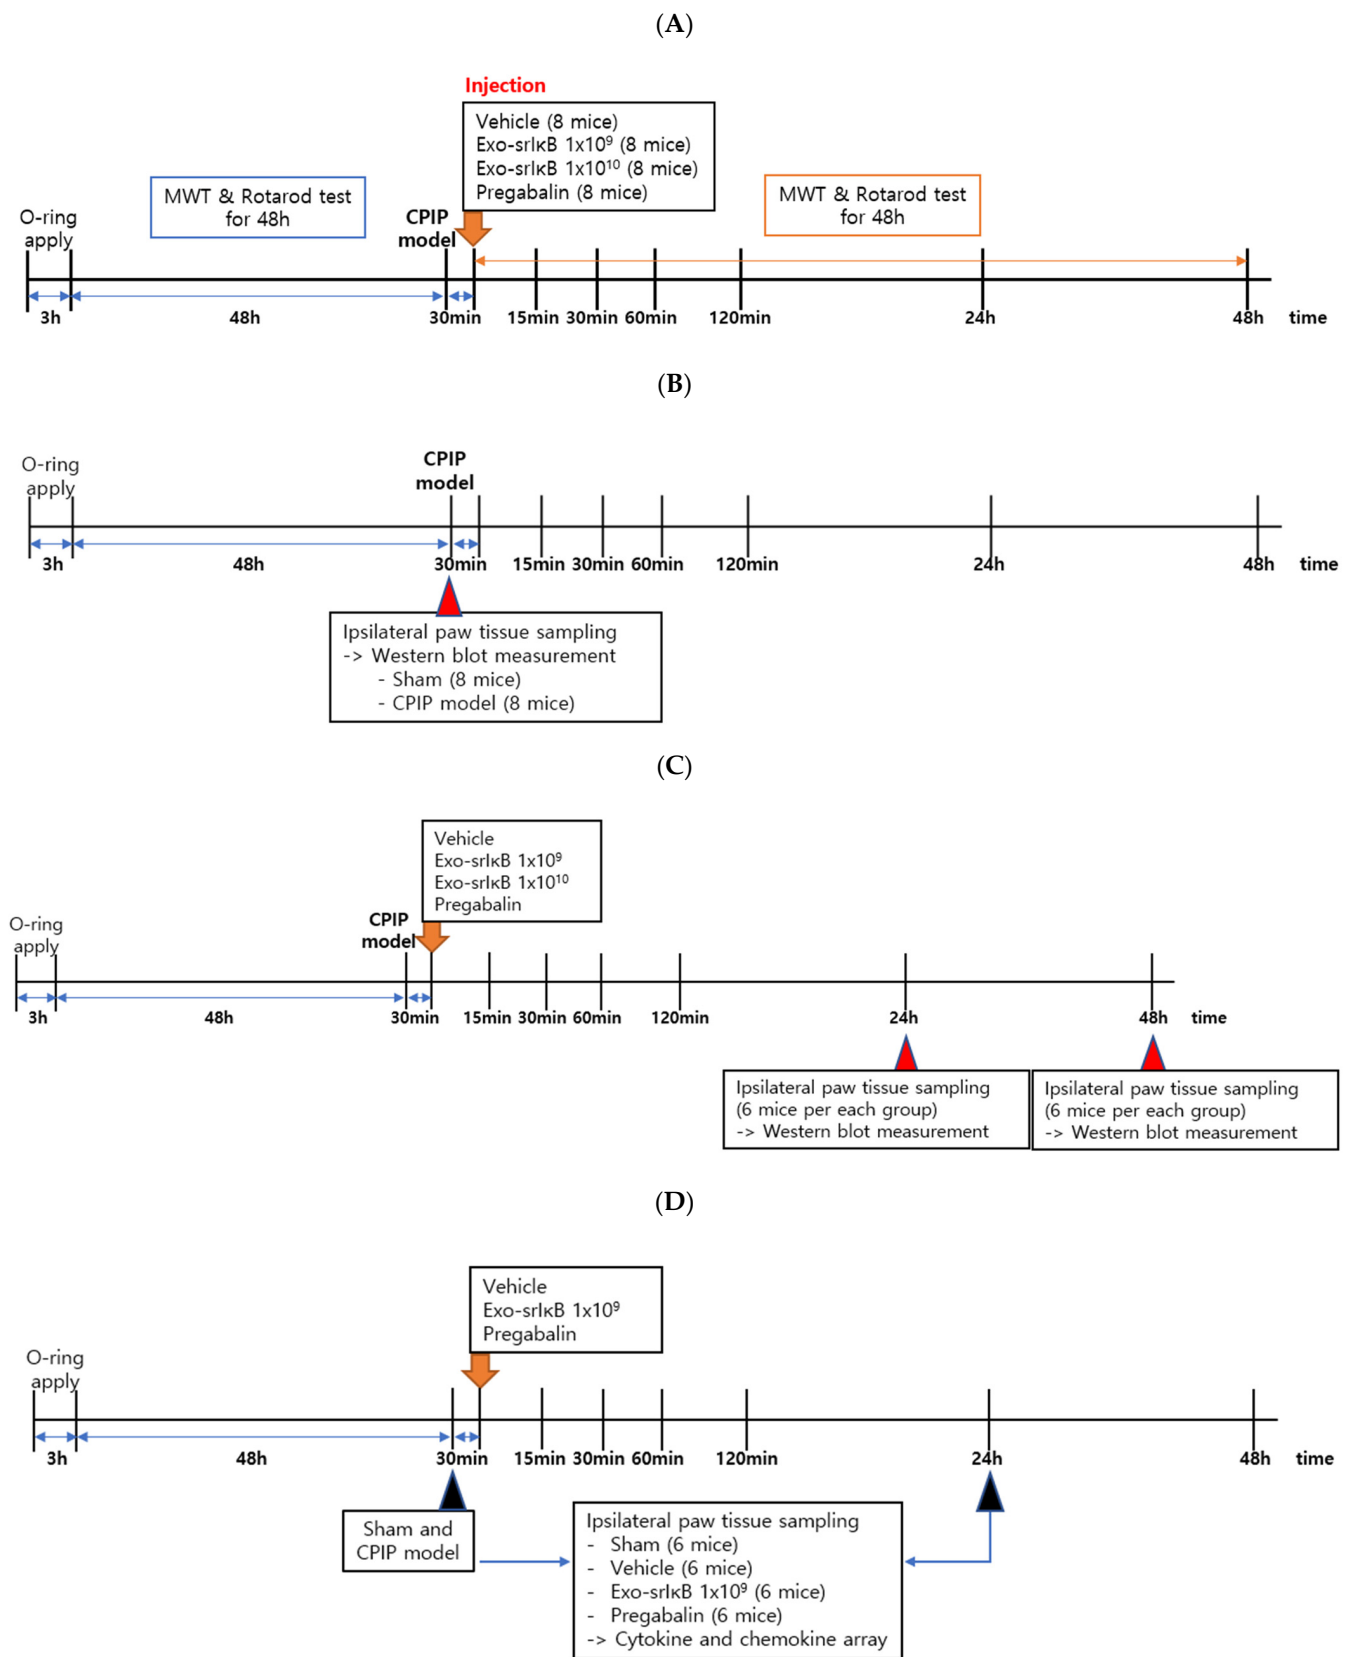 (A)
Injection
Vehicle (8 mice)
Exo-srIκB 1x10⁹ (8 mice)
Exo-srIκB 1x10¹⁰ (8 mice)
Pregabalin (8 mice)
MWT & Rotarod test
for 48h
MWT & Rotarod test
for 48h
O-ring
apply
CPIP
model
3h 48h 30min 15min 30min 60min 120min 24h 48h time
(B)
O-ring
apply
CPIP
model
3h 48h 30min 15min 30min 60min 120min 24h 48h time
Ipsilateral paw tissue sampling
-> Western blot measurement
- Sham (8 mice)
- CPIP model (8 mice)
(C)
Vehicle
Exo-srIκB 1x10⁹
Exo-srIκB 1x10¹⁰
Pregabalin
O-ring
apply
CPIP
model
3h 48h 30min 15min 30min 60min 120min 24h 48h time
Ipsilateral paw tissue sampling
(6 mice per each group)
-> Western blot measurement
Ipsilateral paw tissue sampling
(6 mice per each group)
-> Western blot measurement
(D)
Vehicle
Exo-srIκB 1x10⁹
Pregabalin
O-ring
apply
3h 48h 30min 15min 30min 60min 120min 24h 48h time
Sham and
CPIP model
Ipsilateral paw tissue sampling
- Sham (6 mice)
- Vehicle (6 mice)
- Exo-srIκB 1x10⁹ (6 mice)
- Pregabalin (6 mice)
-> Cytokine and chemokine array